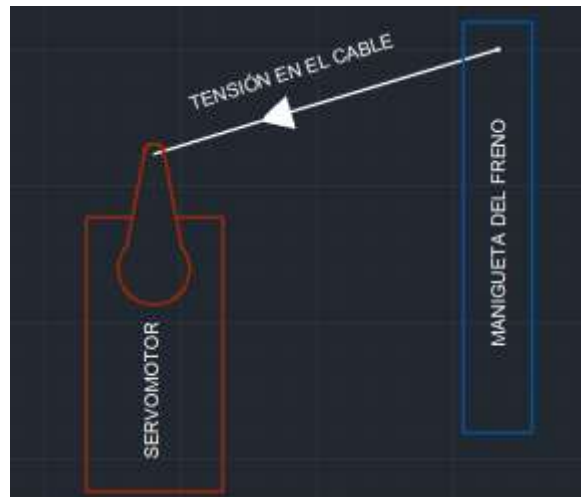 TENSIÓN EN EL CABLE
MANIGUETA DEL FRENO
SERVOMOTOR